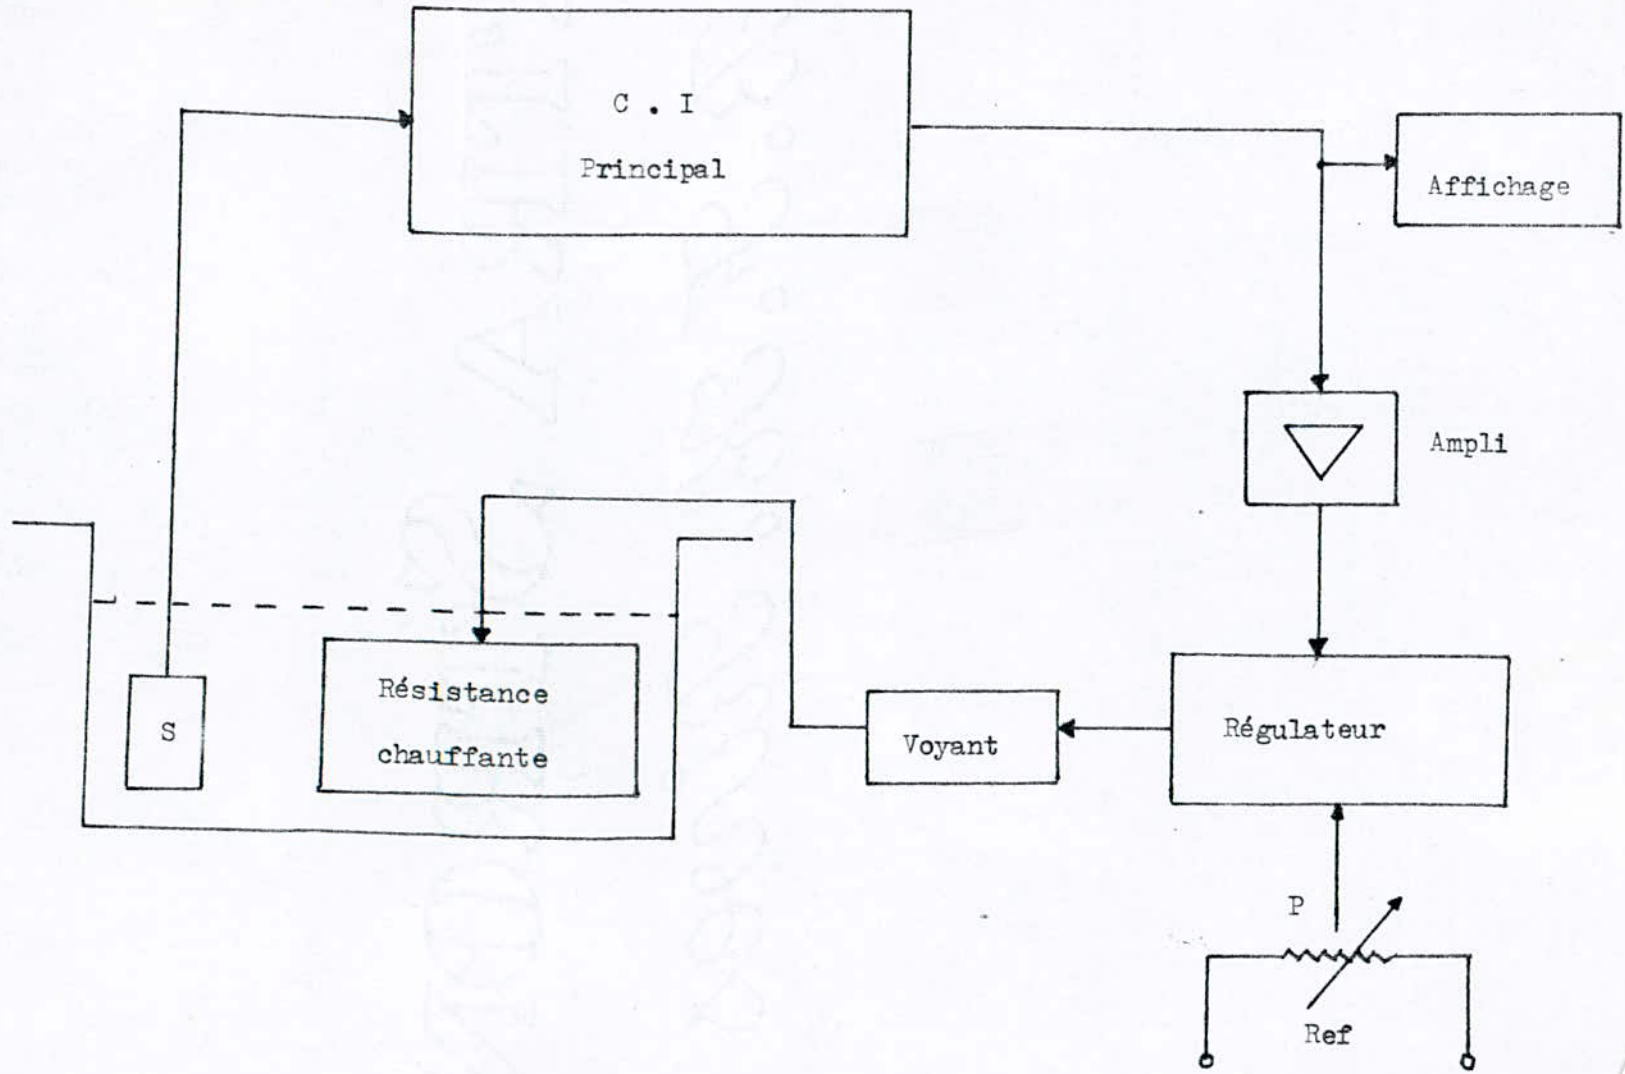 C . I
Principal
Affichage
Ampli
Résistance
chauffante
S
Voyant
Régulateur
P
Ref